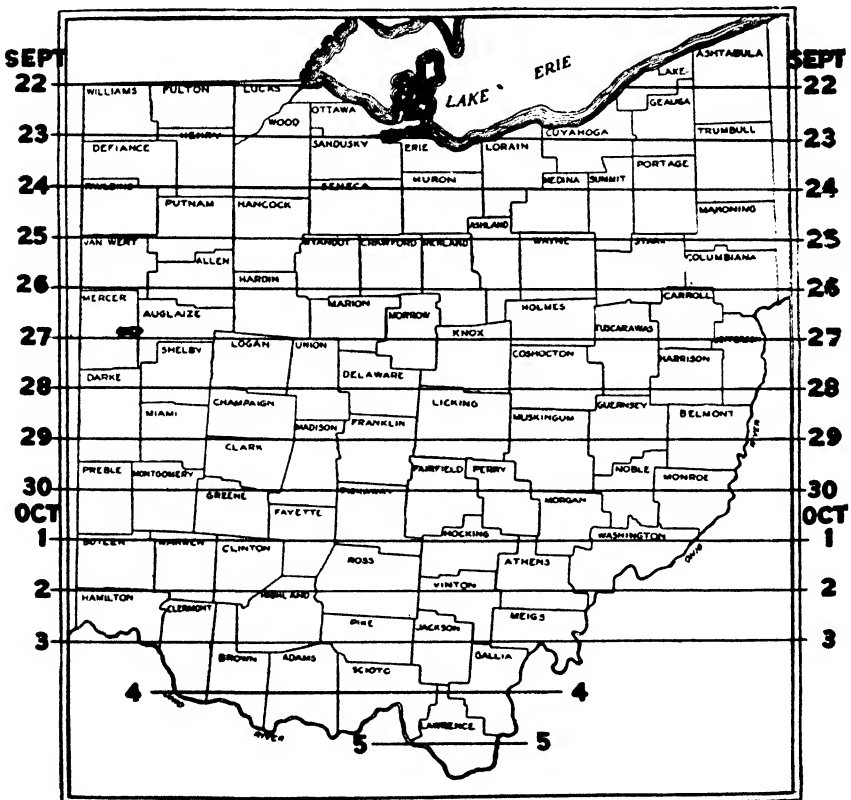 SEPT SEPT
LAKE ERIE
ASHTABULA
LAKE
22 22
WILLIAMS FULTON LUCAS
GEAUGA
OTTAWA
WOOD
23 HENRY CUYAHOGA TRUMBULL 23
DEFIANCE SANDUSKY ERIE LORAIN
PORTAGE
HURON MEDINA SUMMIT
24 PAULDING SENECA 24
PUTNAM HANCOCK MAHONING
ASHLAND
25 25
VAN WERT WYANDOT CRAWFORD RICHLAND WAYNE STARK
ALLEN COLUMBIANA
HARDIN
26 26
MERCER CARROLL
MARION HOLMES
AUGLAIZE MORROW
KNOX TUSCARAWAS
27 27
JEFFERSON
SHELBY LOGAN UNION COSHOCTON HARRISON
DARKE DELAWARE
28 28
MIAMI CHAMPAIGN LICKING GUERNSEY
MUSKINGUM BELMONT
MADISON FRANKLIN
29 29
CLARK RIVER
PREBLE MONTGOMERY FAIRFIELD PERRY NOBLE
MONROE
30 30
GREENE PICKAWAY MORGAN
OCT OCT
FAYETTE
HOCKING WASHINGTON
1 1
BUTLER WARREN CLINTON
OHIO
ROSS ATHENS
VINTON
2 2
HAMILTON HIGHLAND
CLERMONT
PIKE JACKSON MEIGS
3 3
BROWN ADAMS GALLIA
SCIOTO
4 4
OHIO
LAWRENCE
RIVER
5 5